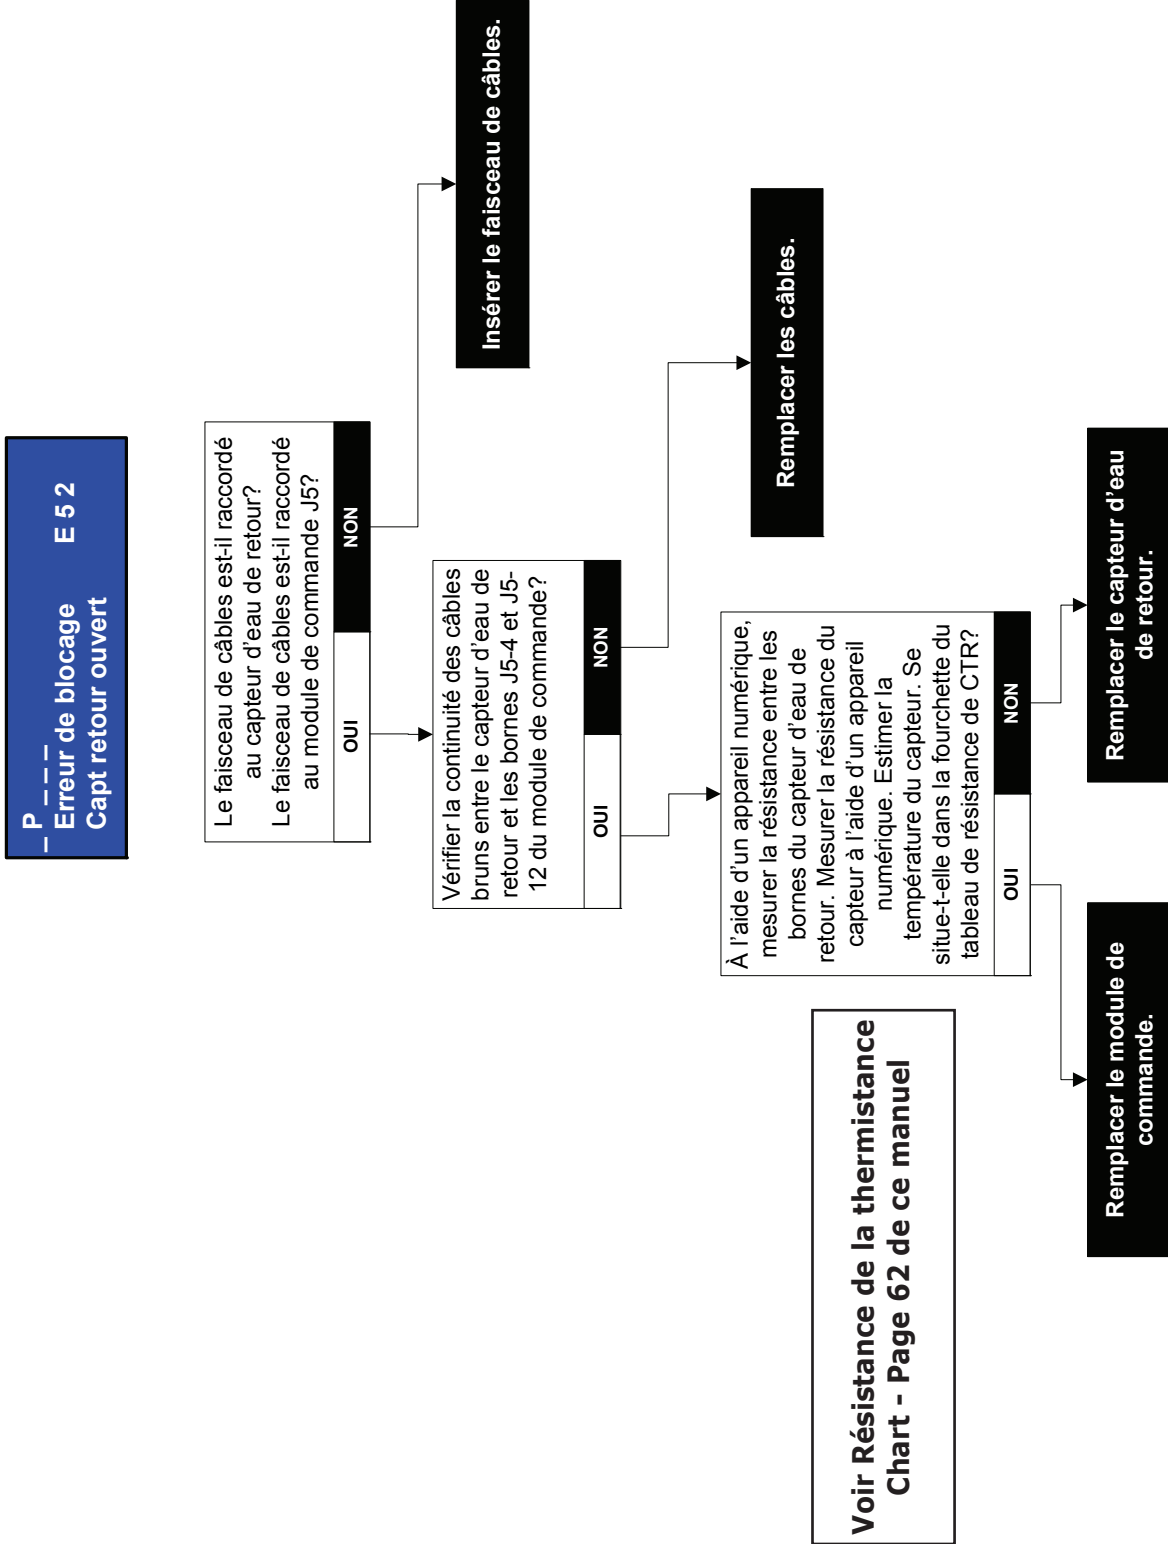 _ P _ _ _
Erreur de blocage E 5 2
Capt retour ouvert
Le faisceau de câbles est-il raccordé
au capteur d'eau de retour?
Le faisceau de câbles est-il raccordé
au module de commande J5?
OUI
NON
Insérer le faisceau de câbles.
Vérifier la continuité des câbles
bruns entre le capteur d'eau de
retour et les bornes J5-4 et J5-
12 du module de commande?
OUI
NON
Remplacer les câbles.
À l'aide d'un appareil numérique,
mesurer la résistance entre les
bornes du capteur d'eau de
retour. Mesurer la résistance du
capteur à l'aide d'un appareil
numérique. Estimer la
température du capteur. Se
situe-t-elle dans la fourchette du
tableau de résistance de CTR?
OUI
NON
Voir Résistance de la thermistance
Chart - Page 62 de ce manuel
Remplacer le module de
commande.
Remplacer le capteur d'eau
de retour.